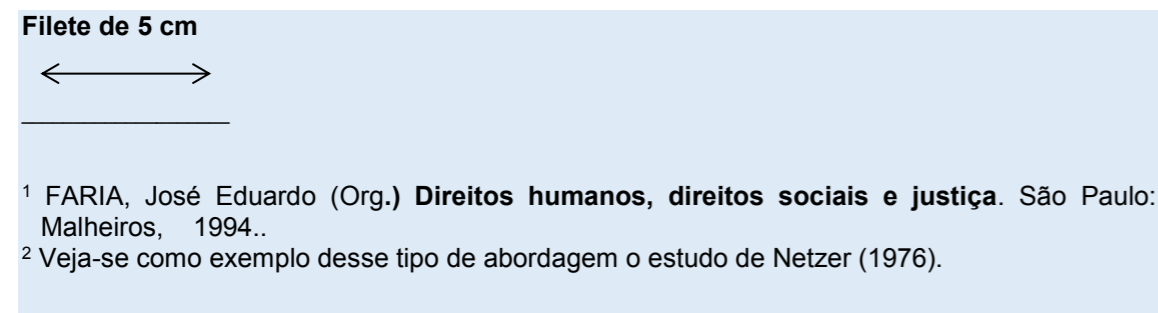 Filete de 5 cm
¹ FARIA, José Eduardo (Org.) Direitos humanos, direitos sociais e justiça. São Paulo:
Malheiros, 1994..
² Veja-se como exemplo desse tipo de abordagem o estudo de Netzer (1976).